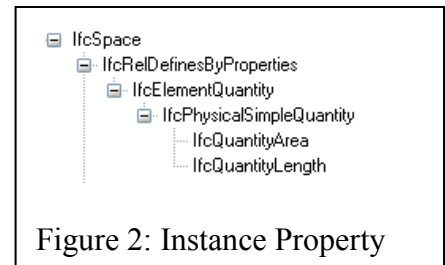 IfcSpace
IfcRelDefinesByProperties
IfcElementQuantity
IfcPhysicalSimpleQuantity
IfcQuantityArea
IfcQuantityLength
Figure 2: Instance Property